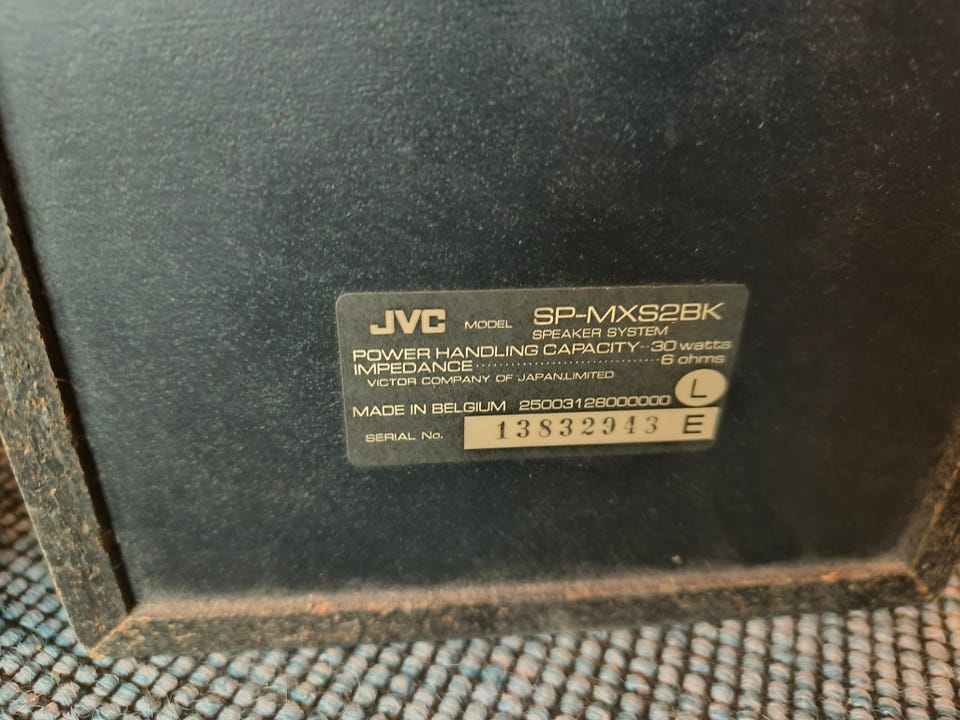 JVC MODEL SP-MXS2BK
SPEAKER SYSTEM
POWER HANDLING CAPACITY··30 watts
IMPEDANCE································6 ohms
VICTOR COMPANY OF JAPAN,LIMITED
L
MADE IN BELGIUM 25003128000000
SERIAL No. 13832943 E